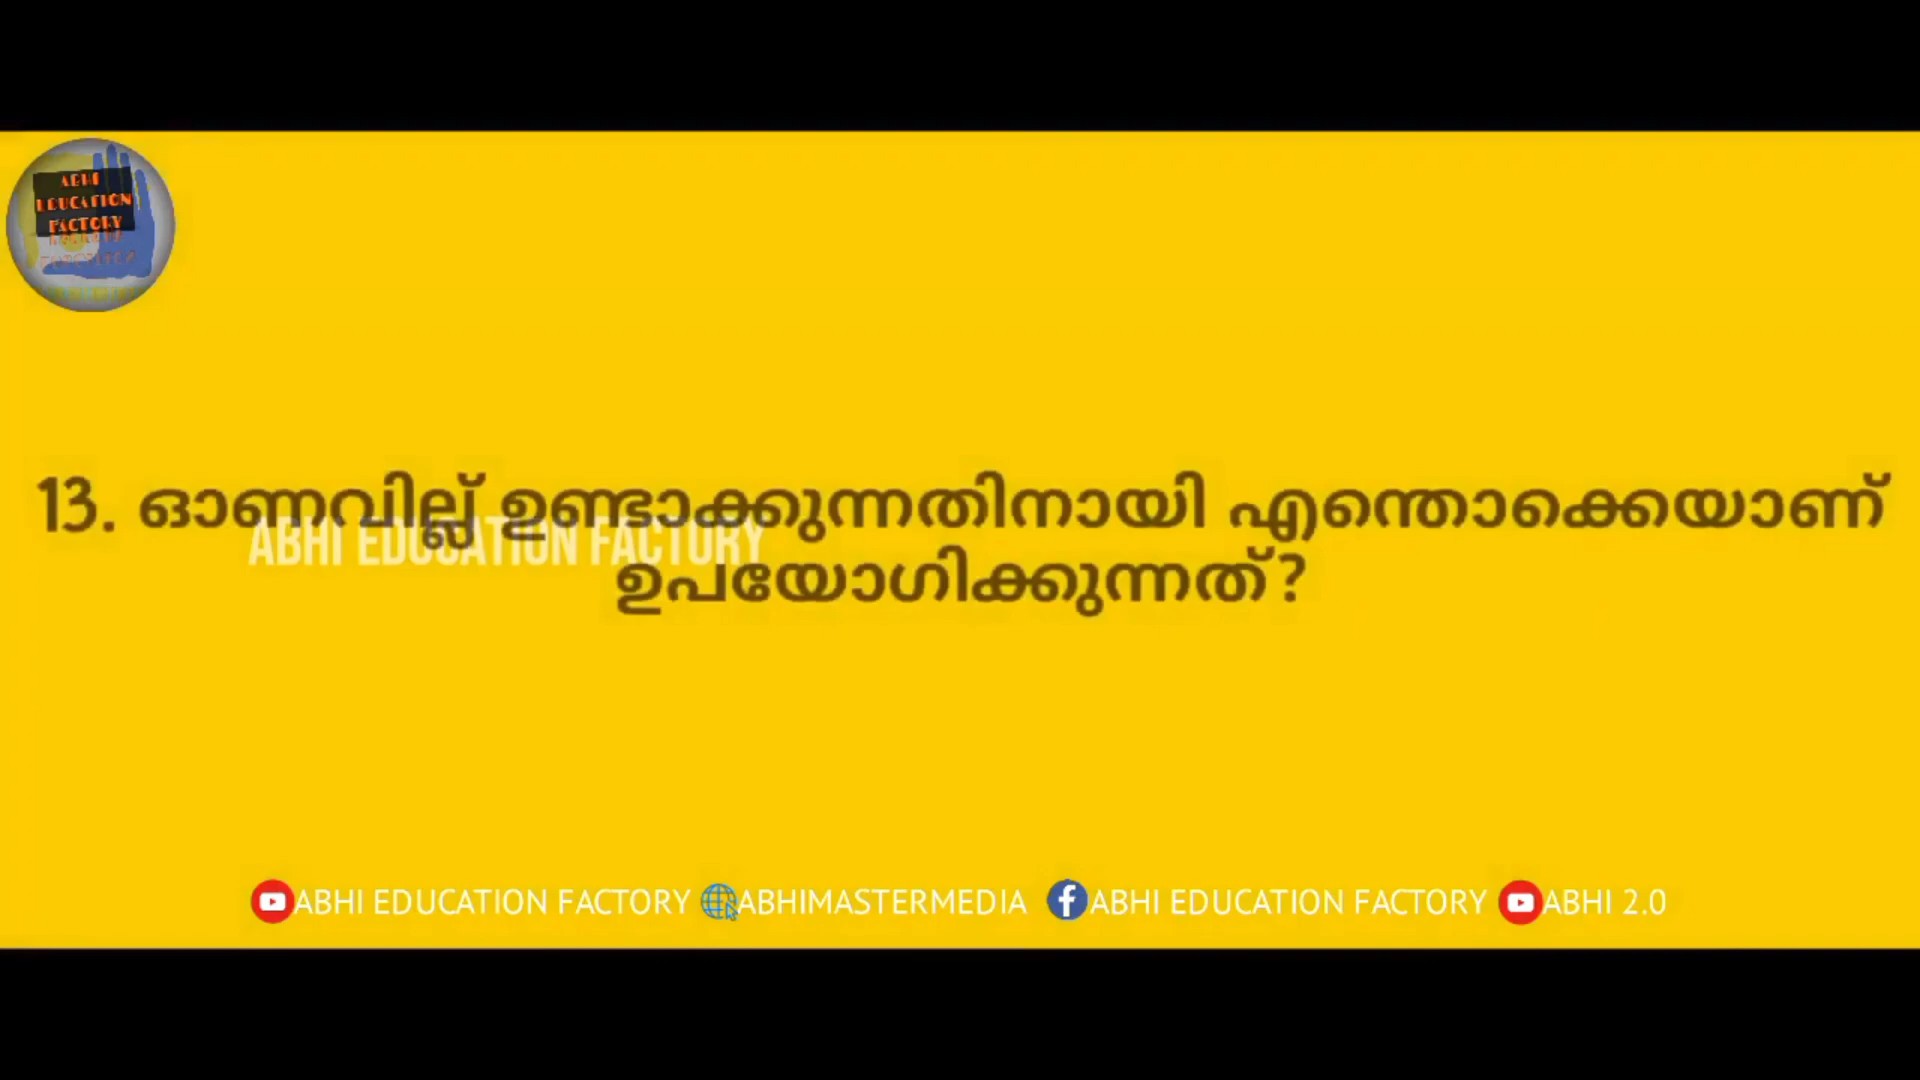 ABHI
EDUCATION
FACTORY
13. ഓണവില്ല് ഉണ്ടാക്കുന്നതിനായി എന്തൊക്കെയാണ്
ABHI EDUCATION FACTORY
ഉപയോഗിക്കുന്നത്?
ABHI EDUCATION FACTORY ABHIMASTERMEDIA ABHI EDUCATION FACTORY ABHI 2.0